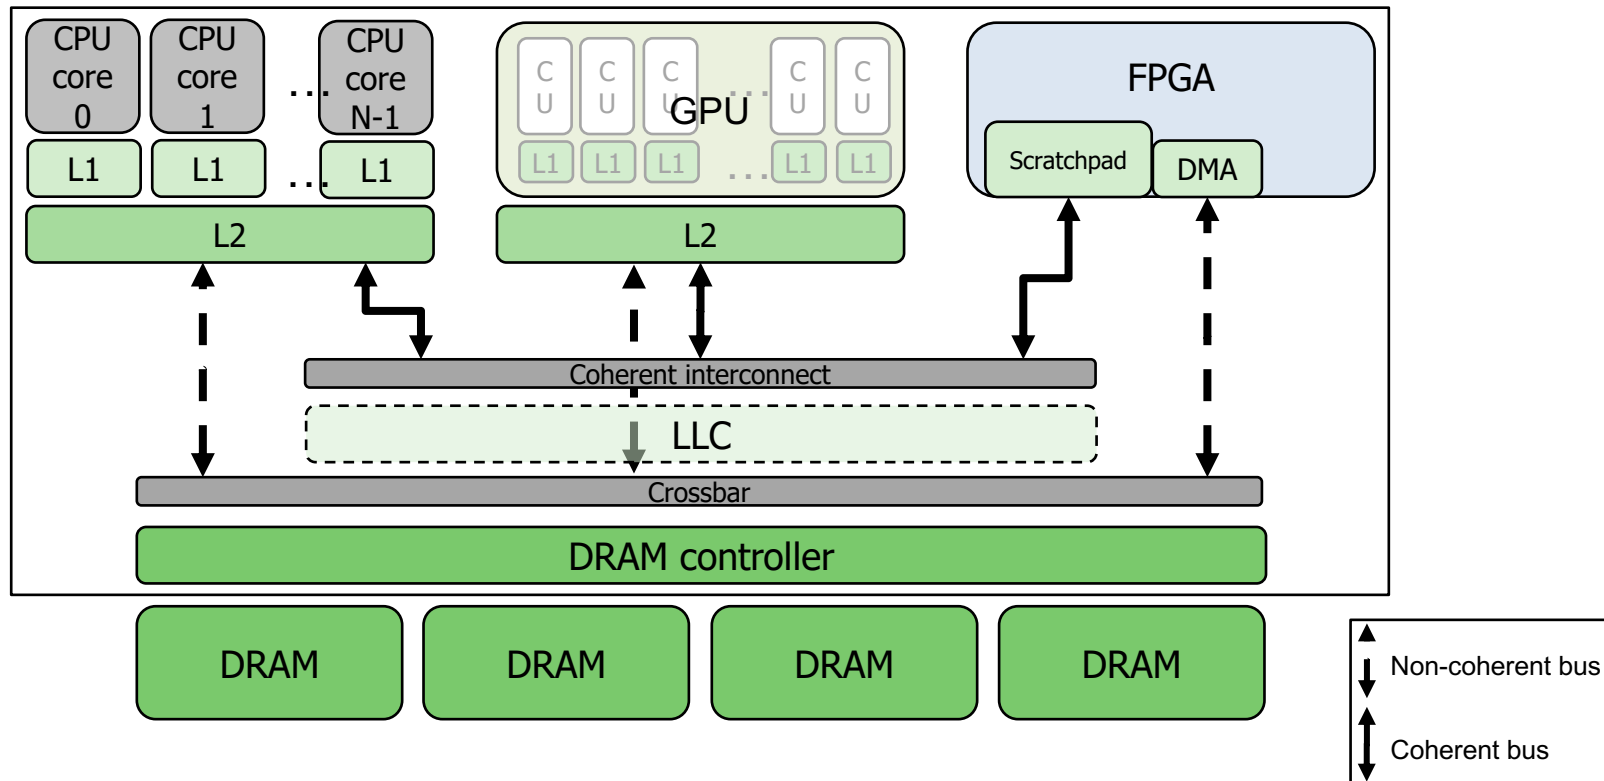 CPU
core
0
CPU
core
1
...
CPU
core
N-1
L1
L1
...
L1
L2
C
U
C
U
C
U
...
C
U
C
U
GPU
L1
L1
L1
...
L1
L1
L2
FPGA
Scratchpad
DMA
Coherent interconnect
LLC
Crossbar
DRAM controller
DRAM
DRAM
DRAM
DRAM
Non-coherent bus
Coherent bus